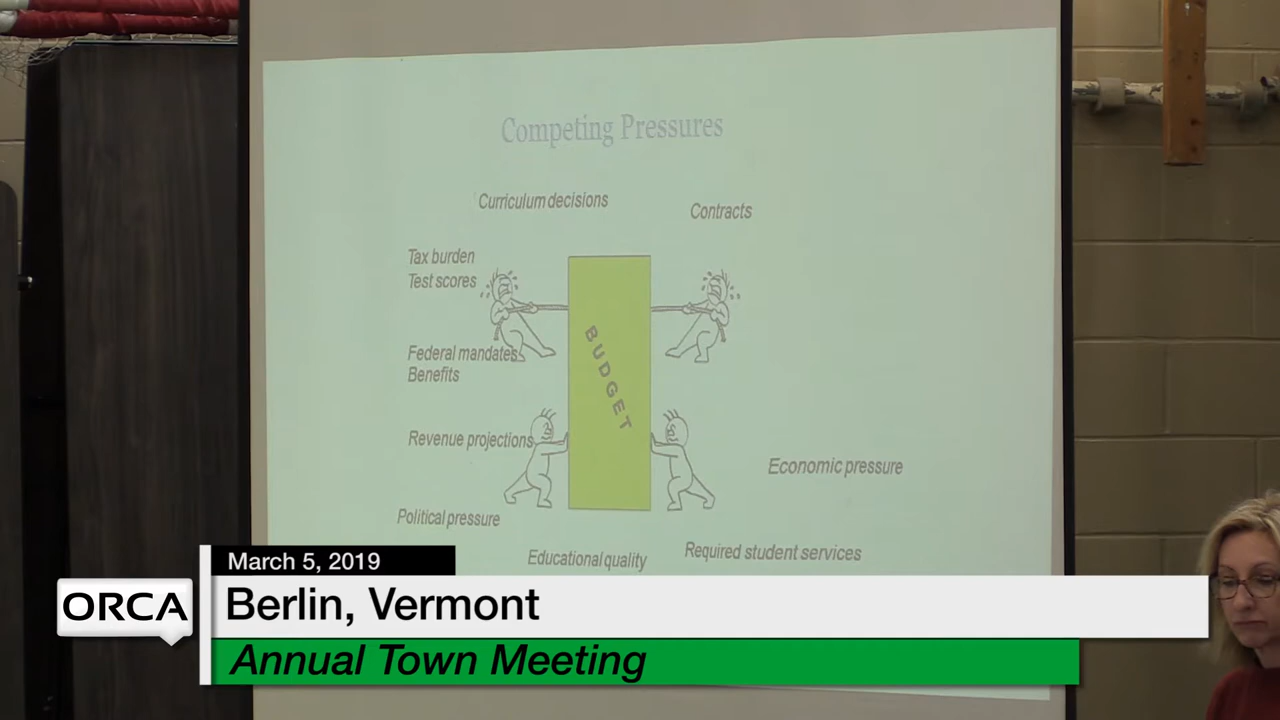 Competing Pressures
Curriculum decisions
Contracts
Tax burden
Test scores
Federal mandates
Benefits
BUDGET
Revenue projections
Economic pressure
Political pressure
Educational quality
Required student services
March 5, 2019
ORCA
Berlin, Vermont
Annual Town Meeting